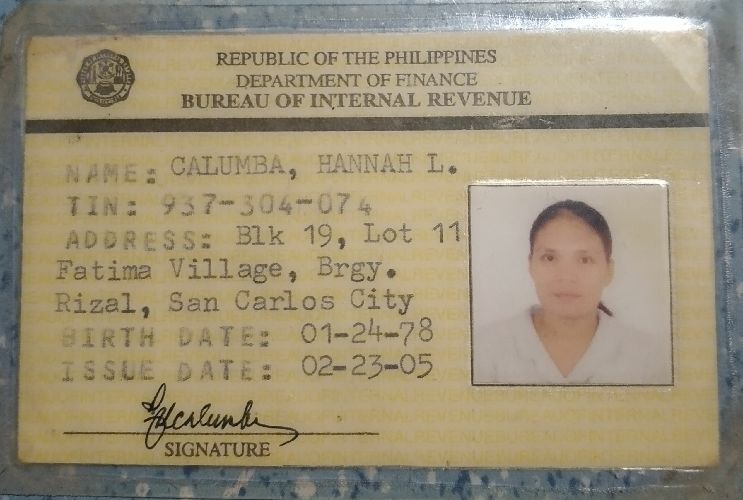 REPUBLIC OF THE PHILIPPINES
DEPARTMENT OF FINANCE
BUREAU OF INTERNAL REVENUE
NAME: CALUMBA, HANNAH L.
TIN: 937-304-074
ADDRESS: Blk 19, Lot 11
Fatima Village, Brgy.
Rizal, San Carlos City
BIRTH DATE: 01-24-78
ISSUE DATE: 02-23-05
SIGNATURE